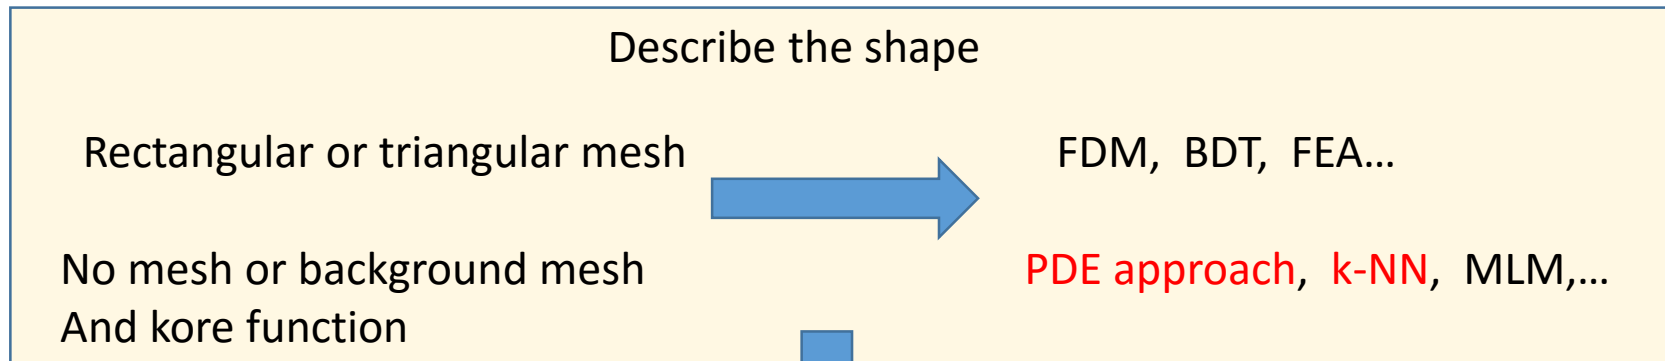 Describe the shape
Rectangular or triangular mesh
FDM, BDT, FEA...
No mesh or background mesh
PDE approach, k-NN, MLM,...
And kore function